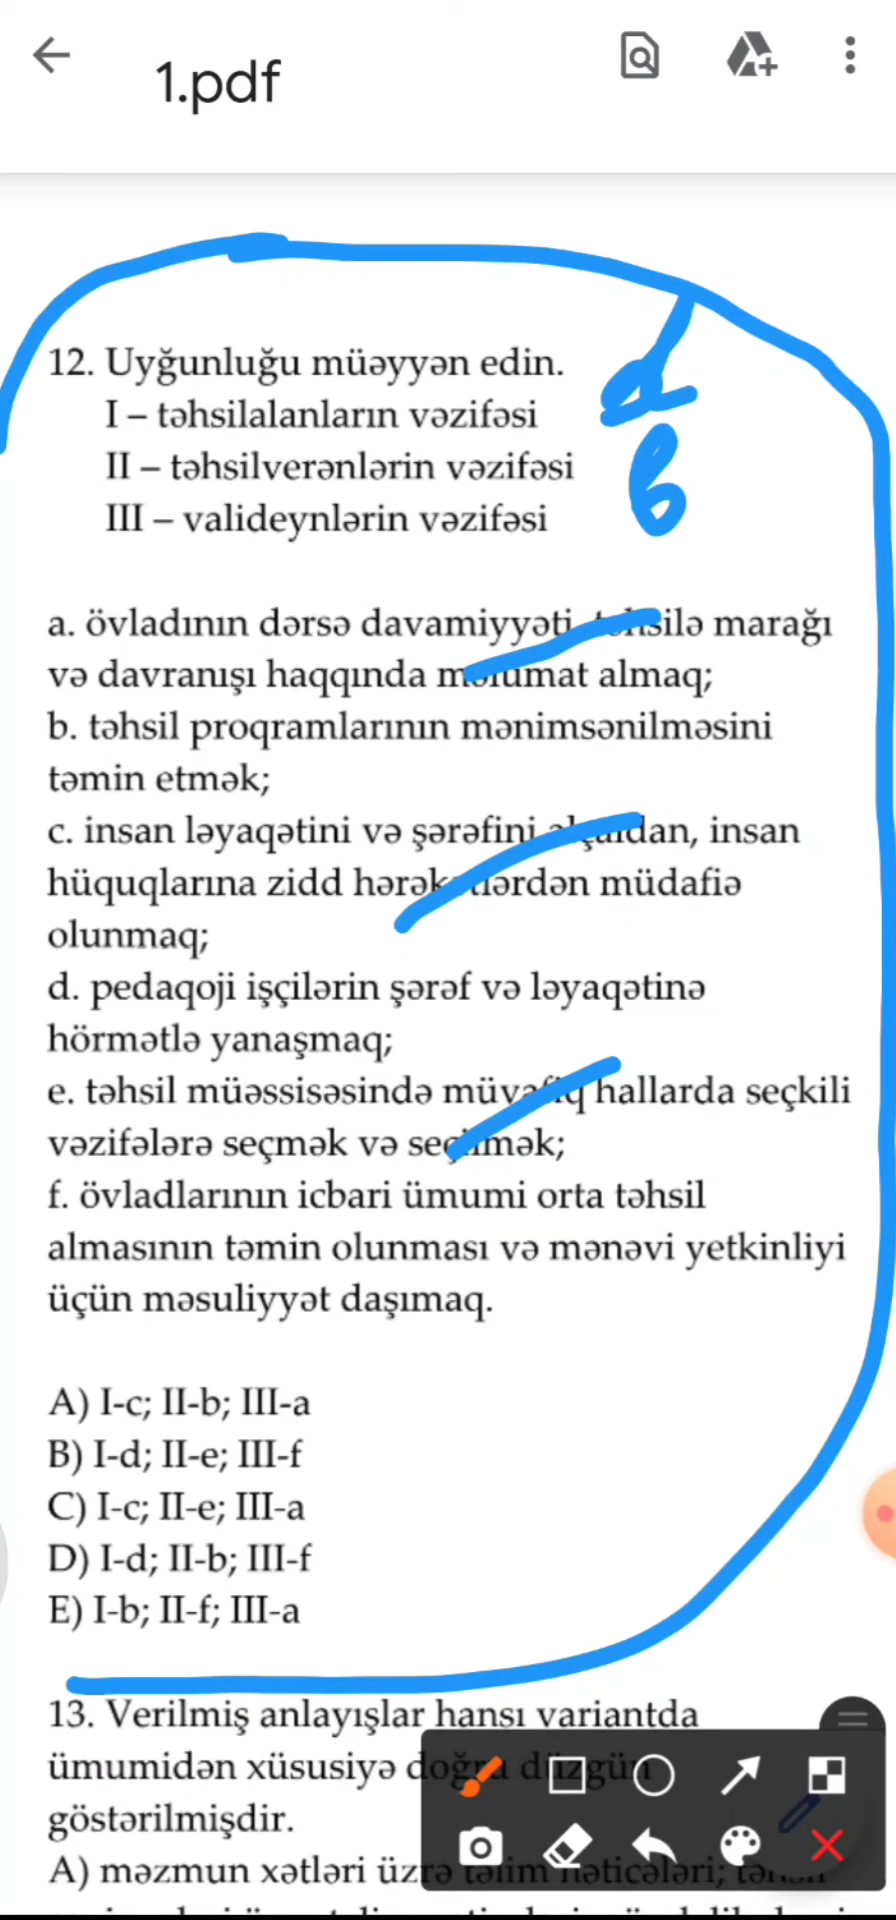 1.pdf
12. Uyğunluğu müəyyən edin.
I – təhsilalanların vəzifəsi
d
II – təhsilverənlərin vəzifəsi
b
III – valideynlərin vəzifəsi
a. övladının dərsə davamiyyəti, təhsilə marağı
və davranışı haqqında məlumat almaq;
b. təhsil proqramlarının mənimsənilməsini
təmin etmək;
c. insan ləyaqətini və şərəfini alçaldan, insan
hüquqlarına zidd hərəkətlərdən müdafiə
olunmaq;
d. pedaqoji işçilərin şərəf və ləyaqətinə
hörmətlə yanaşmaq;
e. təhsil müəssisəsində müvafiq hallarda seçkili
vəzifələrə seçmək və seçilmək;
f. övladlarının icbari ümumi orta təhsil
almasının təmin olunması və mənəvi yetkinliyi
üçün məsuliyyət daşımaq.
A) I-c; II-b; III-a
B) I-d; II-e; III-f
C) I-c; II-e; III-a
D) I-d; II-b; III-f
E) I-b; II-f; III-a
13. Verilmiş anlayışlar hansı variantda
ümumidən xüsusiyə doğru düzgün
göstərilmişdir.
A) məzmun xətləri üzrə təlim nəticələri;